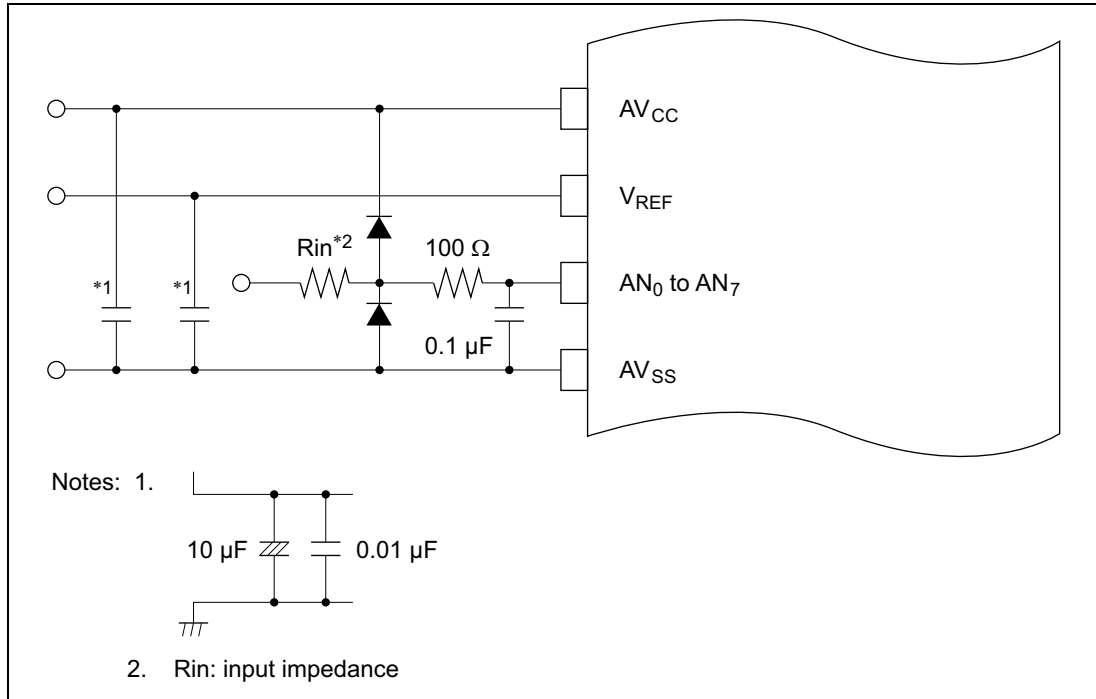 AVCC
VREF
Rin*2
100 Ω
*1
*1
AN0 to AN7
0.1 µF
AVSS
Notes: 1.
10 µF
0.01 µF
2. Rin: input impedance